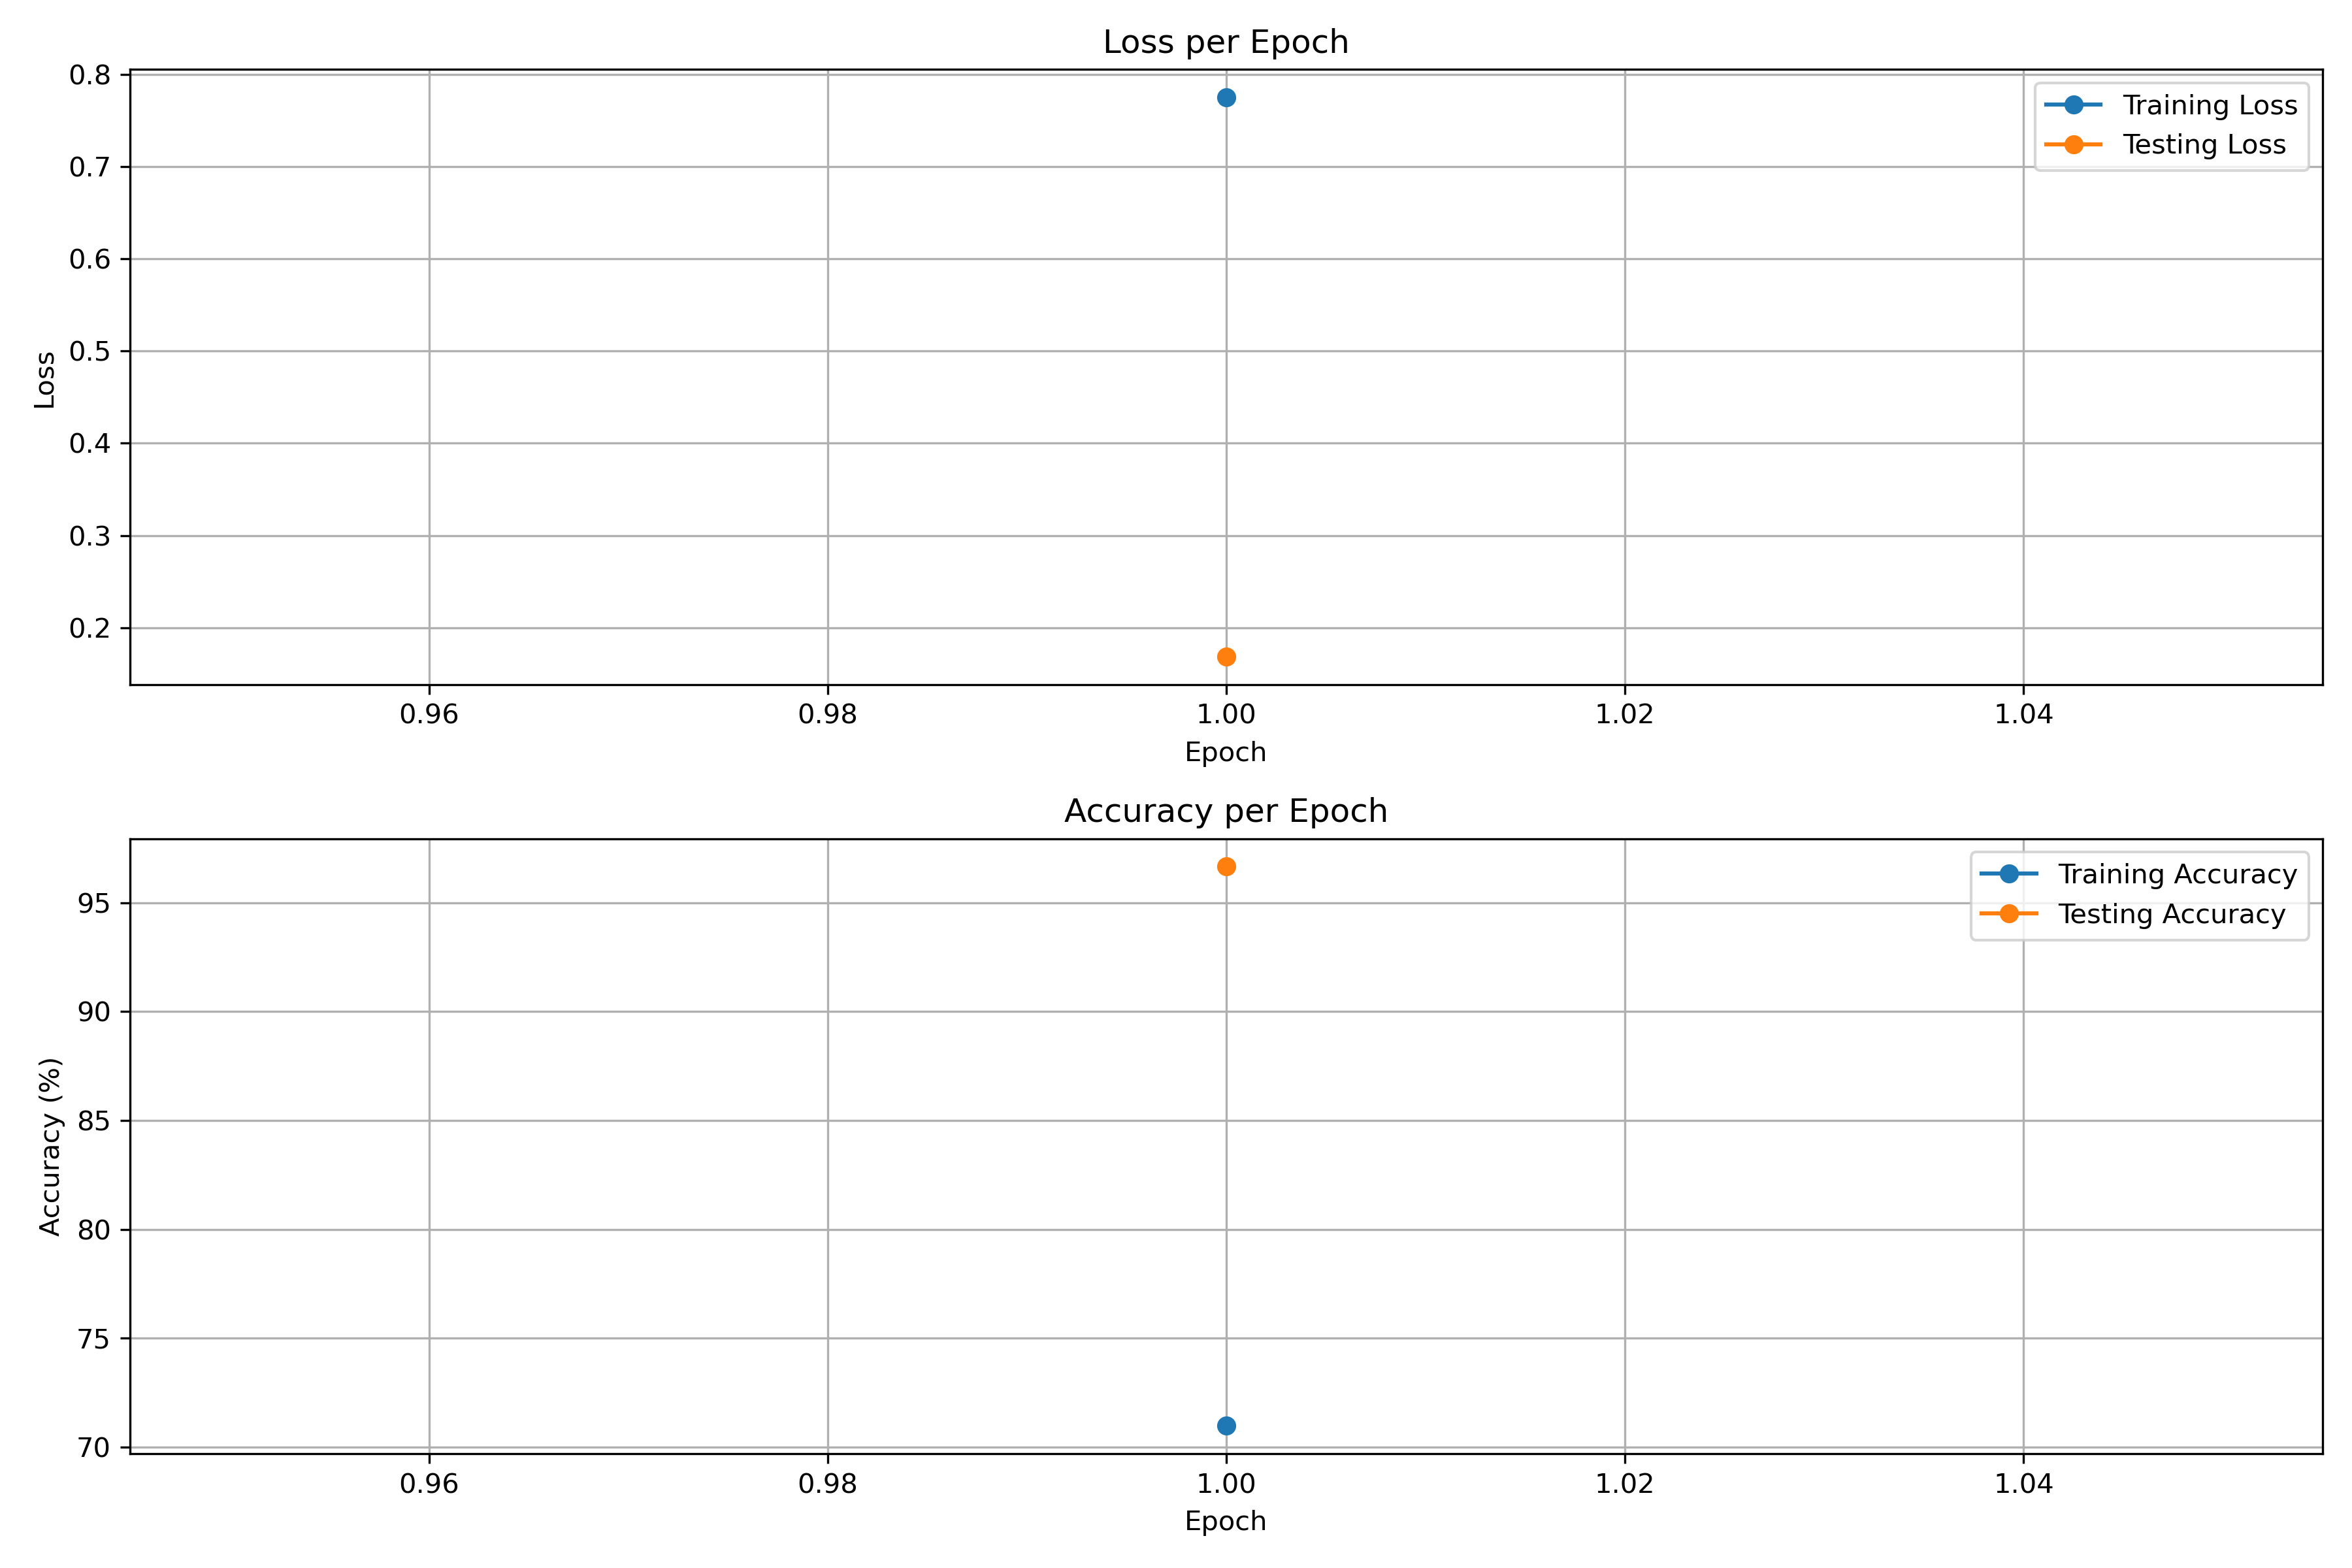 Loss per Epoch
0.8
0.7
0.6
0.5
0.4
0.3
0.2
Loss
Training Loss
Testing Loss
0.96 0.98 1.00 1.02 1.04
Epoch
Accuracy per Epoch
95
90
85
80
75
70
Accuracy (%)
Training Accuracy
Testing Accuracy
0.96 0.98 1.00 1.02 1.04
Epoch